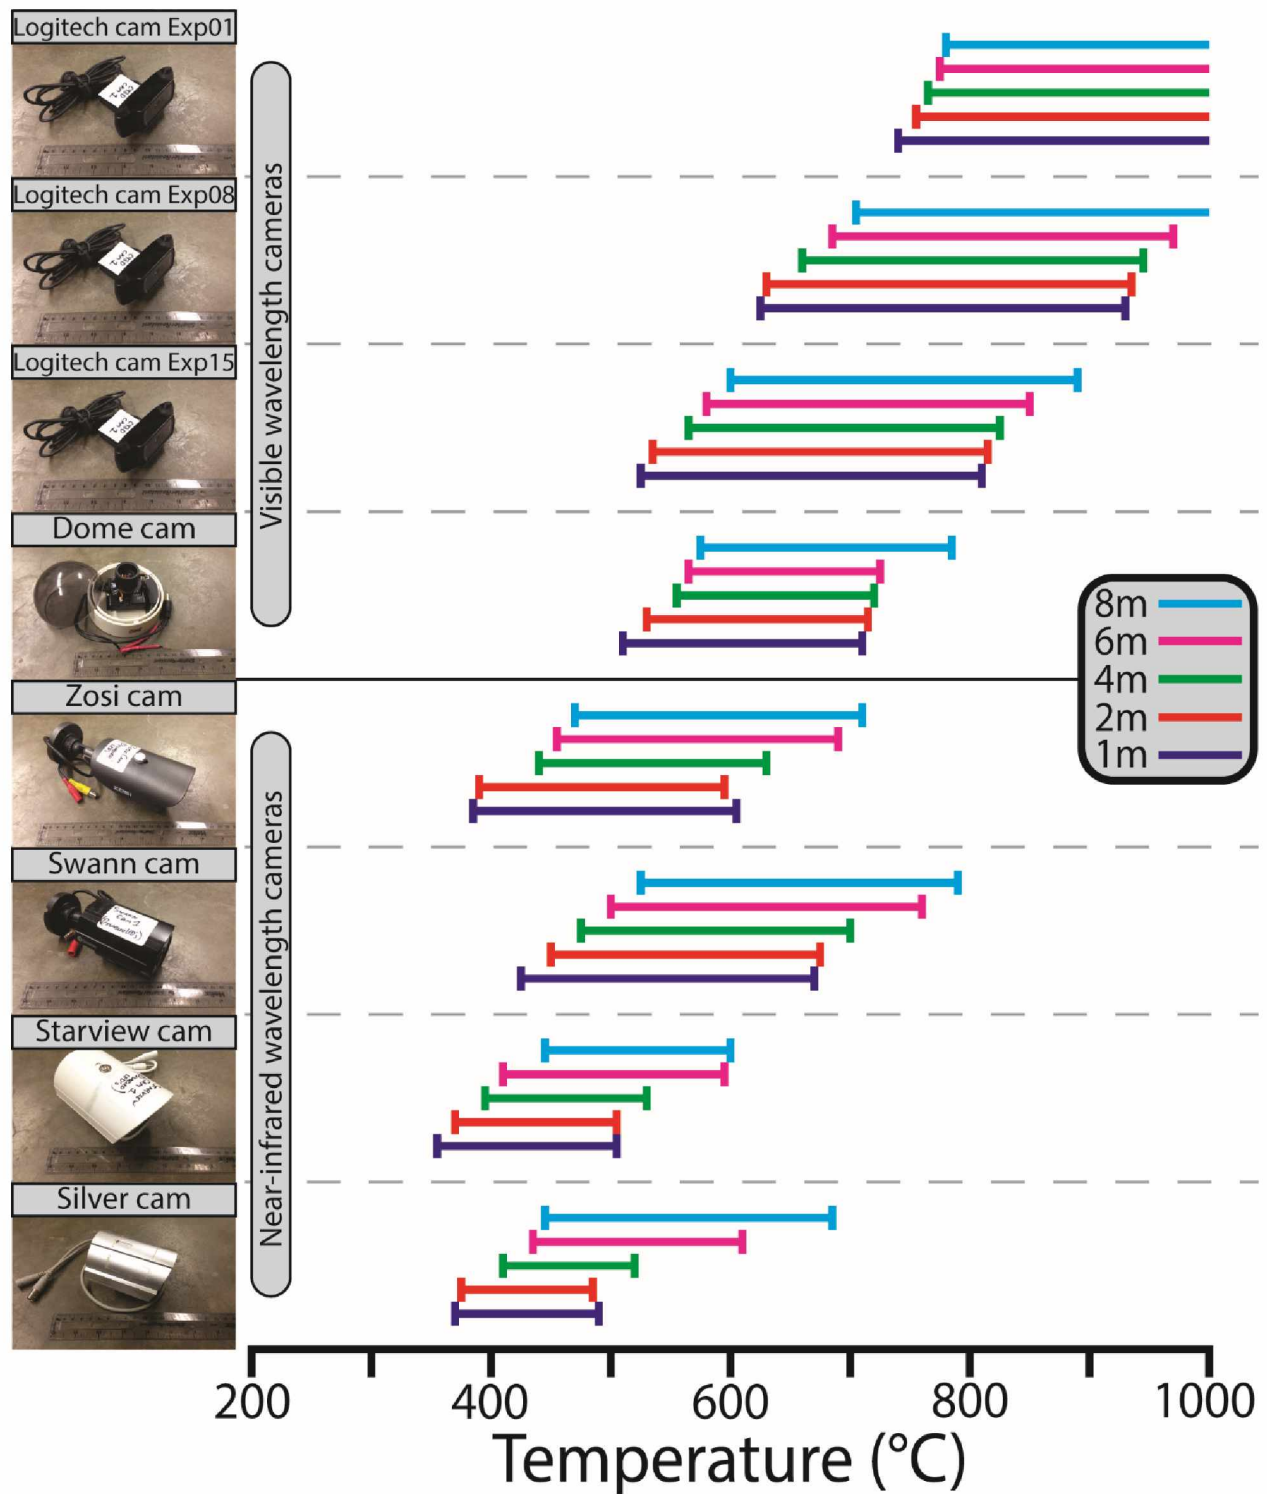 Logitech cam Exp01
Logitech cam Exp08
Logitech cam Exp15
Dome cam
Zosi cam
Swann cam
Starview cam
Silver cam
Visible wavelength cameras
Near-infrared wavelength cameras
8m
6m
4m
2m
1m
200 400 600 800 1000
Temperature (°C)